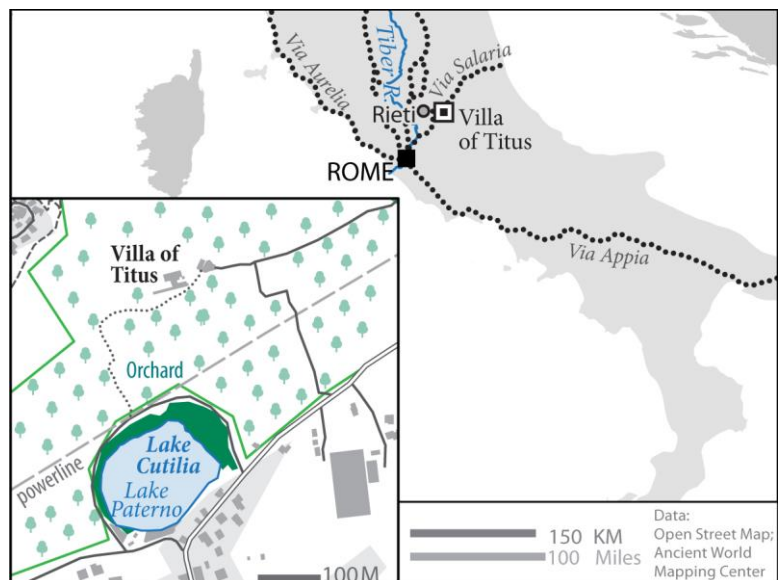 Via Aurelia
Tiber R.
Via Salaria
Rieti
Villa
of Titus
ROME
Via Appia
Villa of
Titus
Orchard
powerline
Lake
Cutilia
Lake
Paterno
100 M
150 KM
100 Miles
Data:
Open Street Map;
Ancient World
Mapping Center